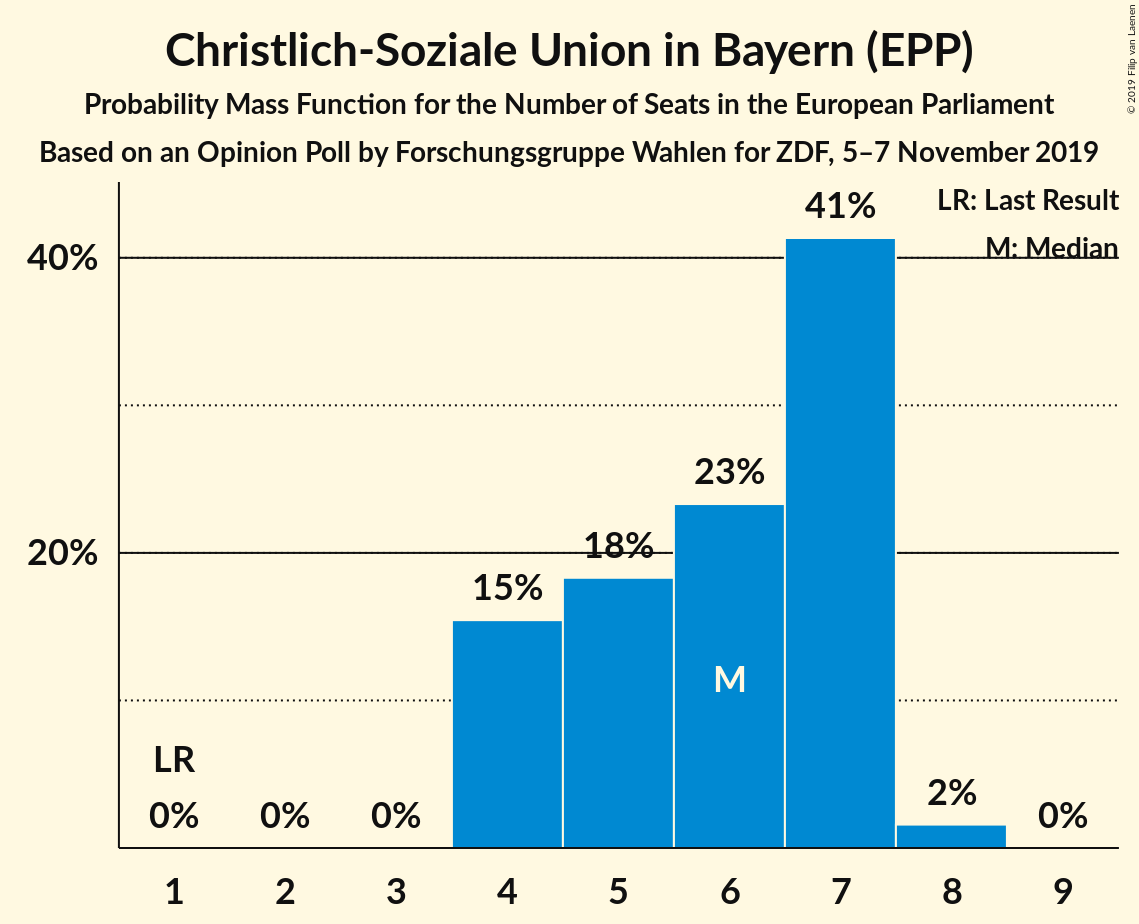 Christlich-Soziale Union in Bayern (EPP)
Probability Mass Function for the Number of Seats in the European Parliament
Based on an Opinion Poll by Forschungsgruppe Wahlen for ZDF, 5–7 November 2019
© 2019 Filip van Laenen
LR: Last Result
M: Median
41%
40%
23%
20%
18%
15%
M
LR
2%
0% 0% 0% 0%
1 2 3 4 5 6 7 8 9